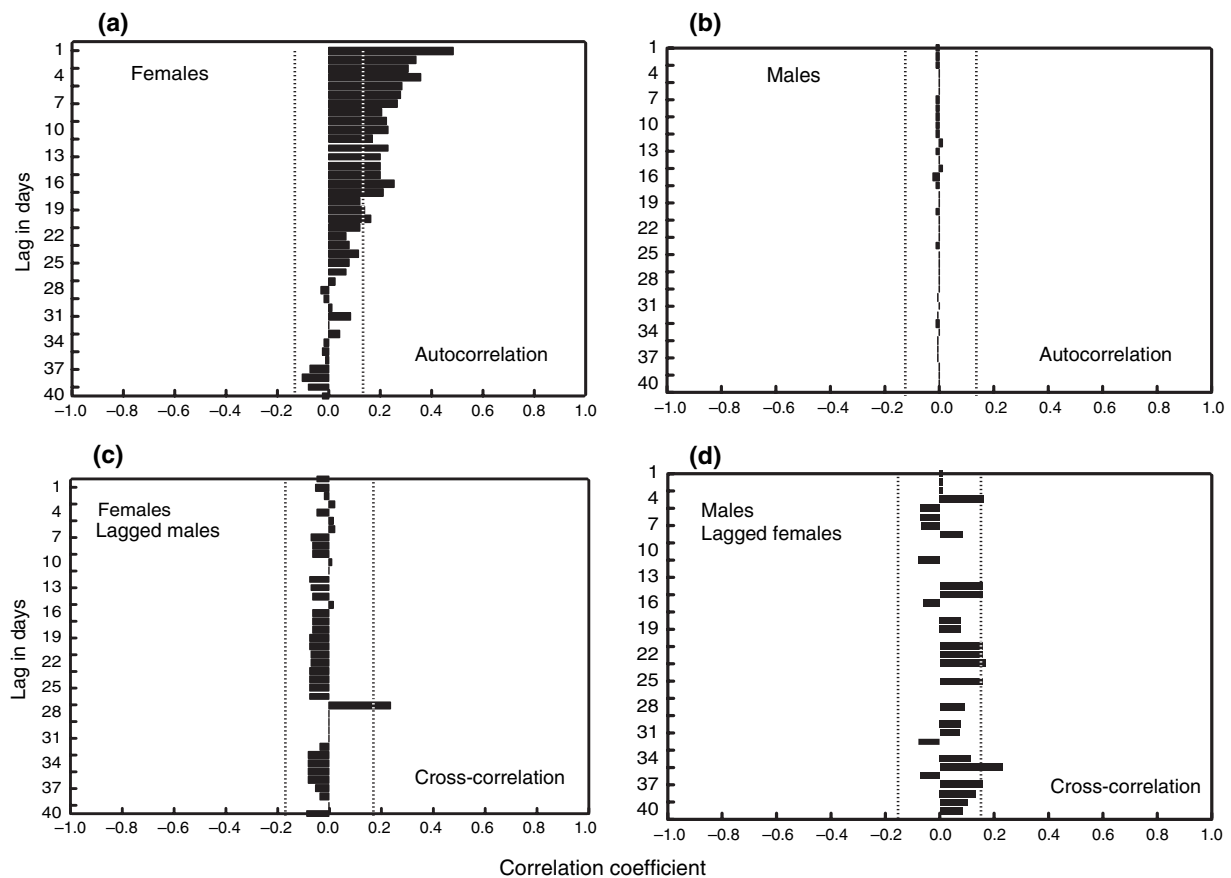 (a)
Females
Autocorrelation
Lag in days
1
4
7
10
13
16
19
22
25
28
31
34
37
40
−1.0 −0.8 −0.6 −0.4 −0.2 0.0 0.2 0.4 0.6 0.8 1.0
(b)
Males
Autocorrelation
1
4
7
10
13
16
19
22
25
28
31
34
37
40
−1.0 −0.8 −0.6 −0.4 −0.2 0.0 0.2 0.4 0.6 0.8 1.0
(c)
Females
Lagged males
Cross-correlation
Lag in days
1
4
7
10
13
16
19
22
25
28
31
34
37
40
−1.0 −0.8 −0.6 −0.4 −0.2 0.0 0.2 0.4 0.6 0.8 1.0
(d)
Males
Lagged females
Cross-correlation
1
4
7
10
13
16
19
22
25
28
31
34
37
40
−1.0 −0.8 −0.6 −0.4 −0.2 0.0 0.2 0.4 0.6 0.8 1.0
Correlation coefficient